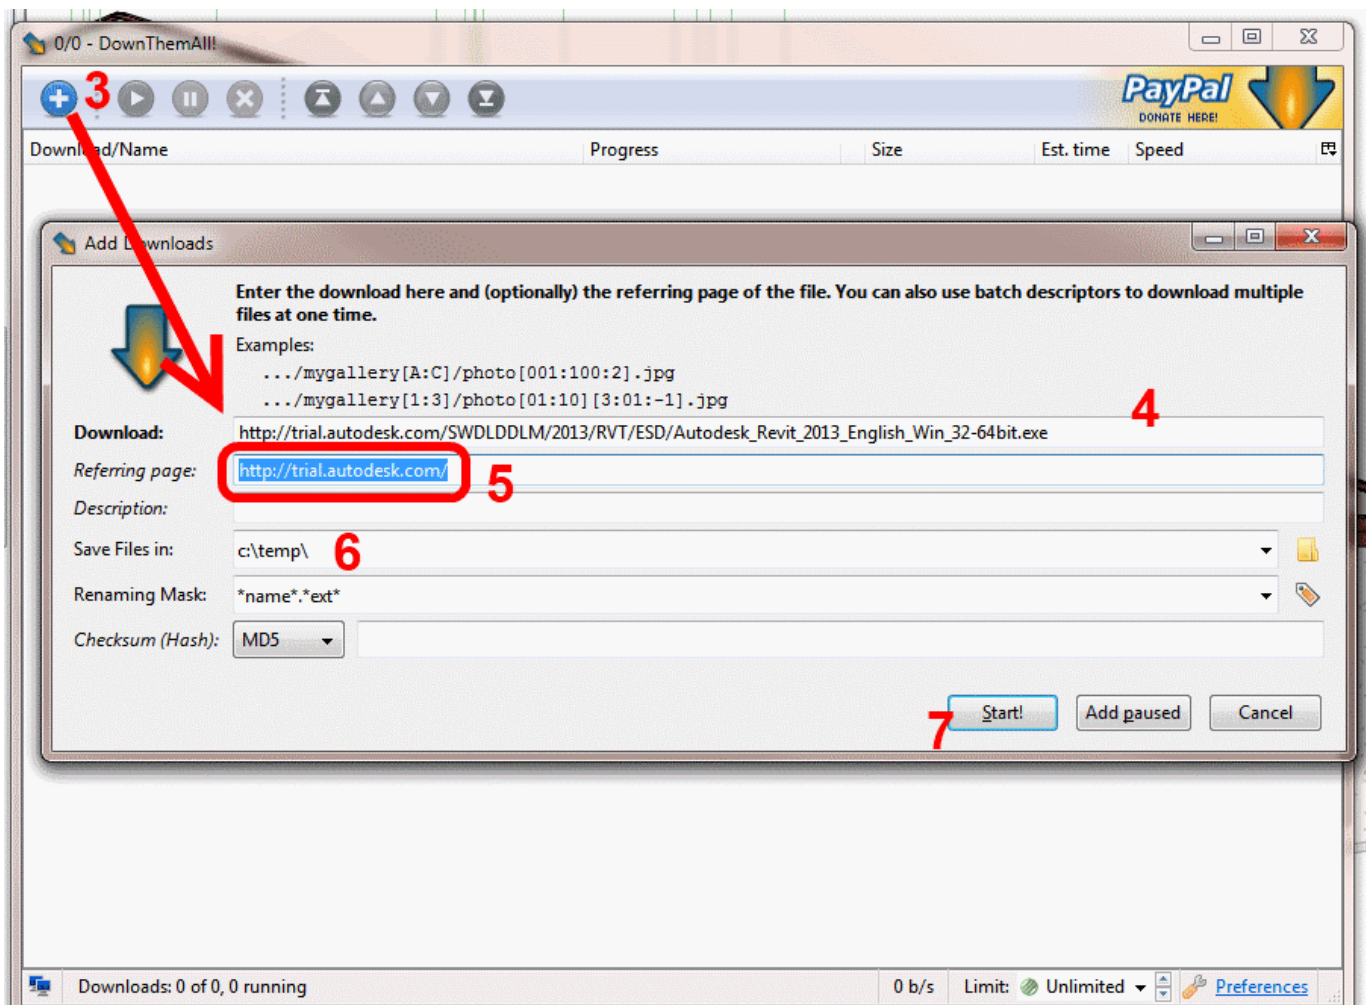 0/0 - DownThemAll!
3
PayPal
DONATE HERE!
Download/Name Progress Size Est. time Speed
Add Downloads
Enter the download here and (optionally) the referring page of the file. You can also use batch descriptors to download multiple
files at one time.
Examples:
.../mygallery[A:C]/photo[001:100:2].jpg
.../mygallery[1:3]/photo[01:10][3:01:-1].jpg
4
Download: http://trial.autodesk.com/SWDLDDLM/2013/RVT/ESD/Autodesk_Revit_2013_English_Win_32-64bit.exe
Referring page: http://trial.autodesk.com/ 5
Description:
Save Files in: c:\temp\ 6
Renaming Mask: *name*.*ext*
Checksum (Hash): MD5
7 Start! Add paused Cancel
Downloads: 0 of 0, 0 running 0 b/s Limit: Unlimited Preferences